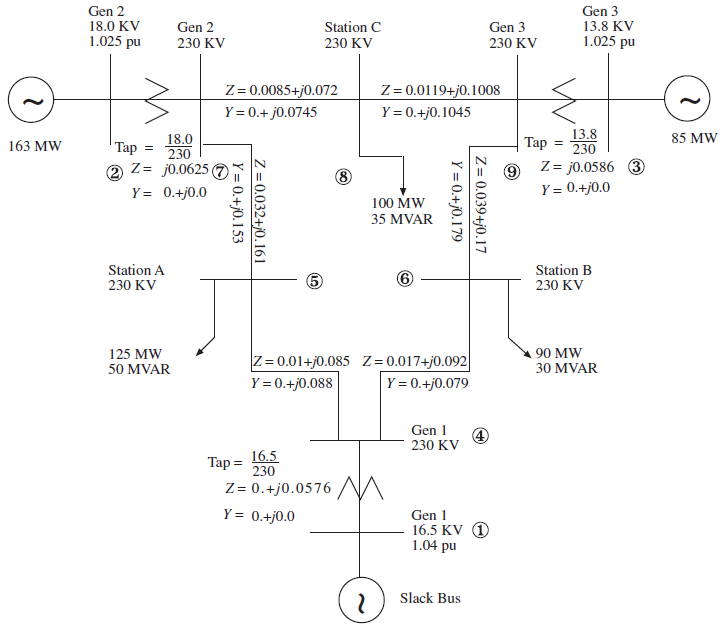 Gen 2
18.0 KV
1.025 pu
Gen 2
230 KV
Station C
230 KV
Gen 3
230 KV
Gen 3
13.8 KV
1.025 pu
Z = 0.0085+j0.072
Y = 0.+ j0.0745
Z = 0.0119+j0.1008
Y = 0.+j0.1045
~
163 MW
~
85 MW
Tap = 18.0
230
② Z = j0.0625 ⑦
Y = 0.+j0.0
Z = 0.032+j0.161
Y = 0.+j0.153
⑧
100 MW
35 MVAR
Z = 0.039+j0.17
Y = 0.+j0.179
⑨
Tap = 13.8
230
Z = j0.0586 ③
Y = 0.+j0.0
Station A
230 KV
⑤
⑥
Station B
230 KV
125 MW
50 MVAR
90 MW
30 MVAR
Z = 0.01+j0.085
Y = 0.+j0.088
Z = 0.017+j0.092
Y = 0.+j0.079
Gen 1
230 KV ④
Tap = 16.5
230
Z = 0.+j0.0576
Y = 0.+j0.0
Gen 1
16.5 KV ①
1.04 pu
~
Slack Bus